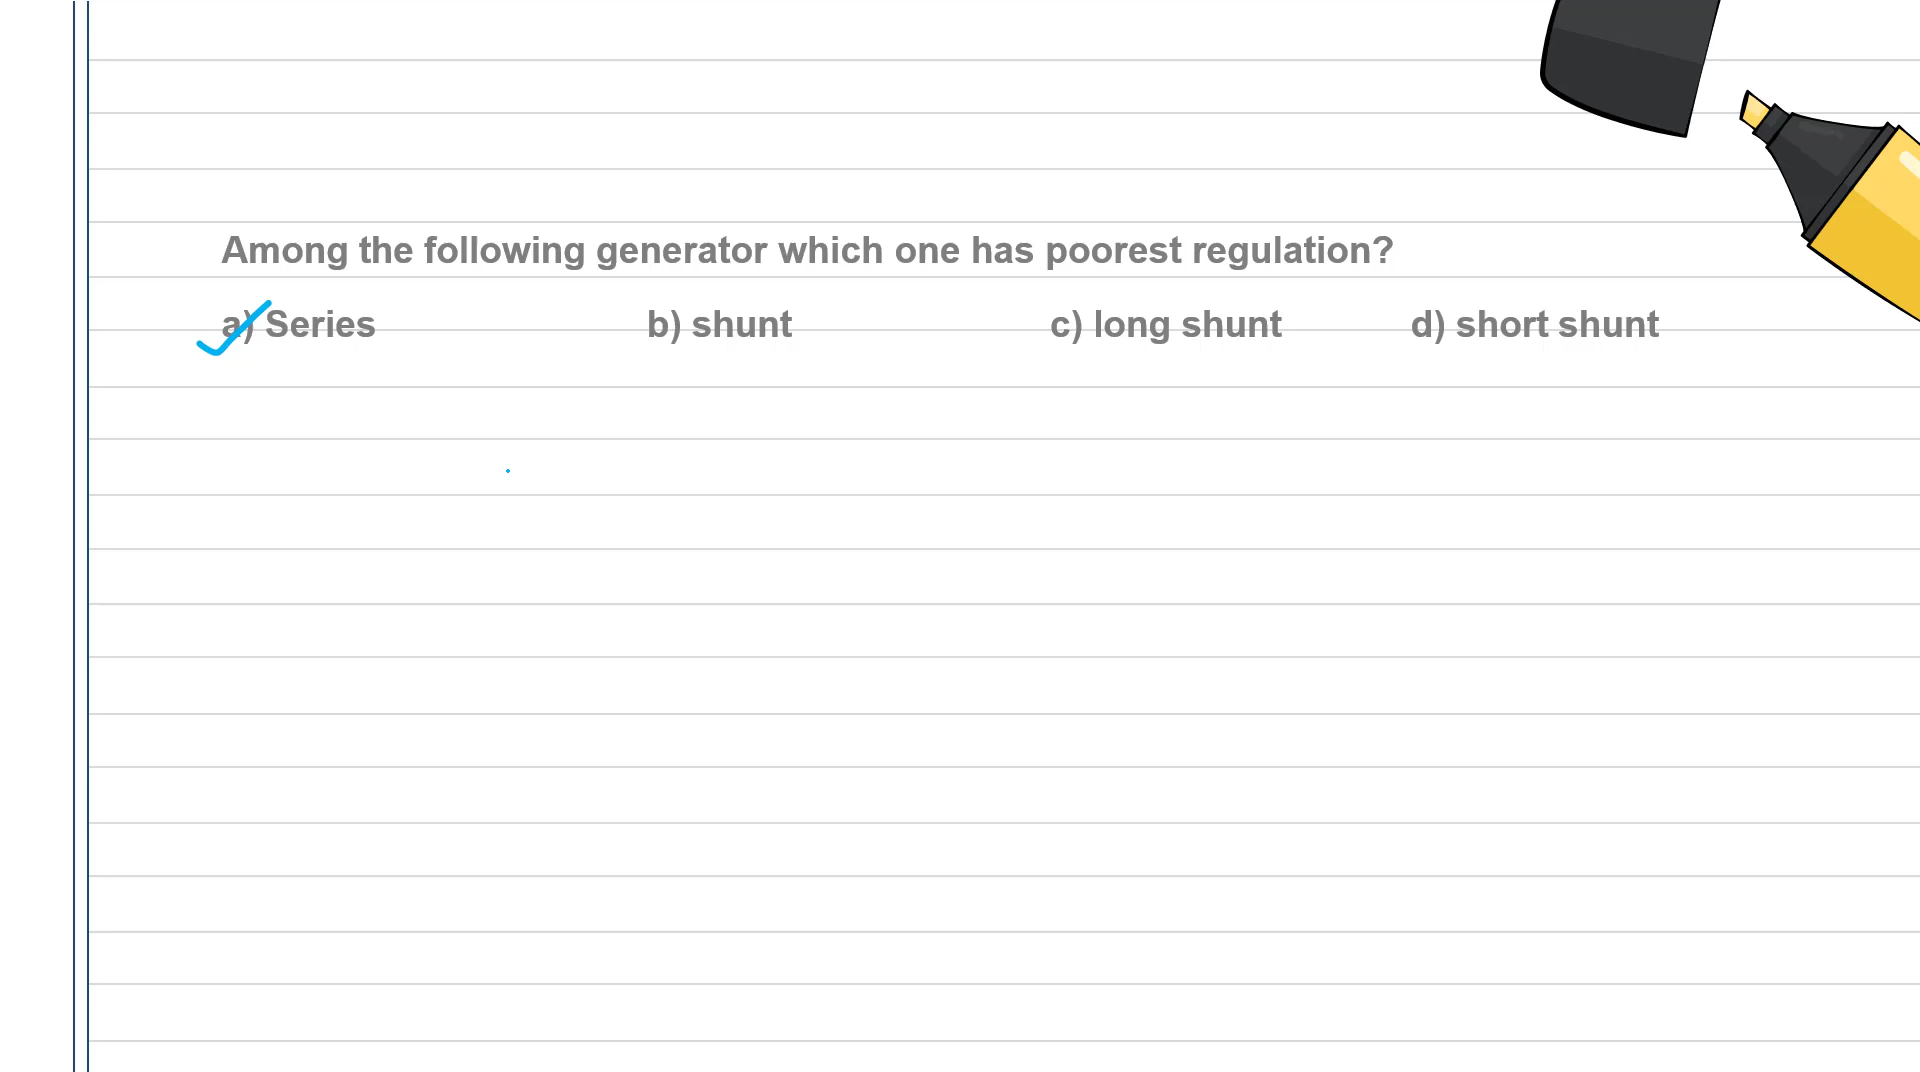 Among the following generator which one has poorest regulation?
a) Series b) shunt c) long shunt d) short shunt